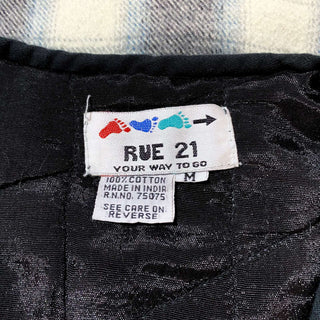 RUE 21
YOUR WAY TO GO
M
100% COTTON
MADE IN INDIA
R.N.NO. 75075
SEE CARE ON
REVERSE